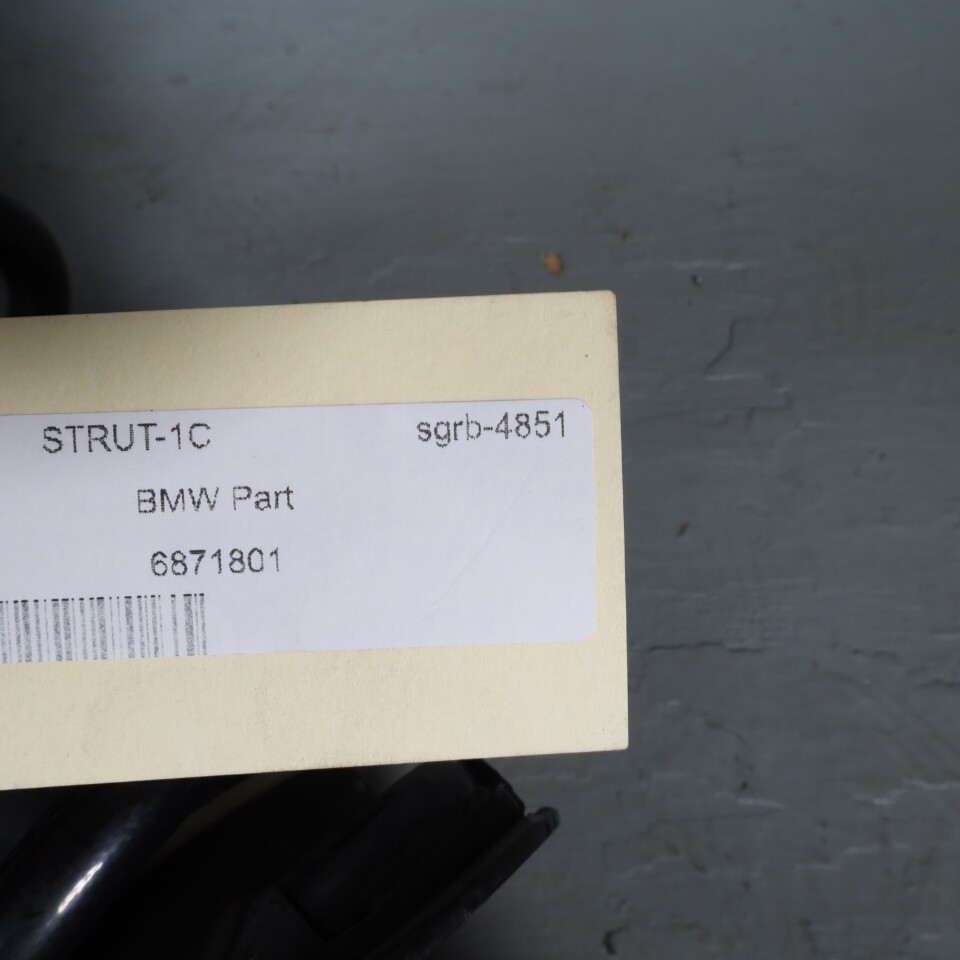 STRUT-1C sgrb-4851
BMW Part
6871801